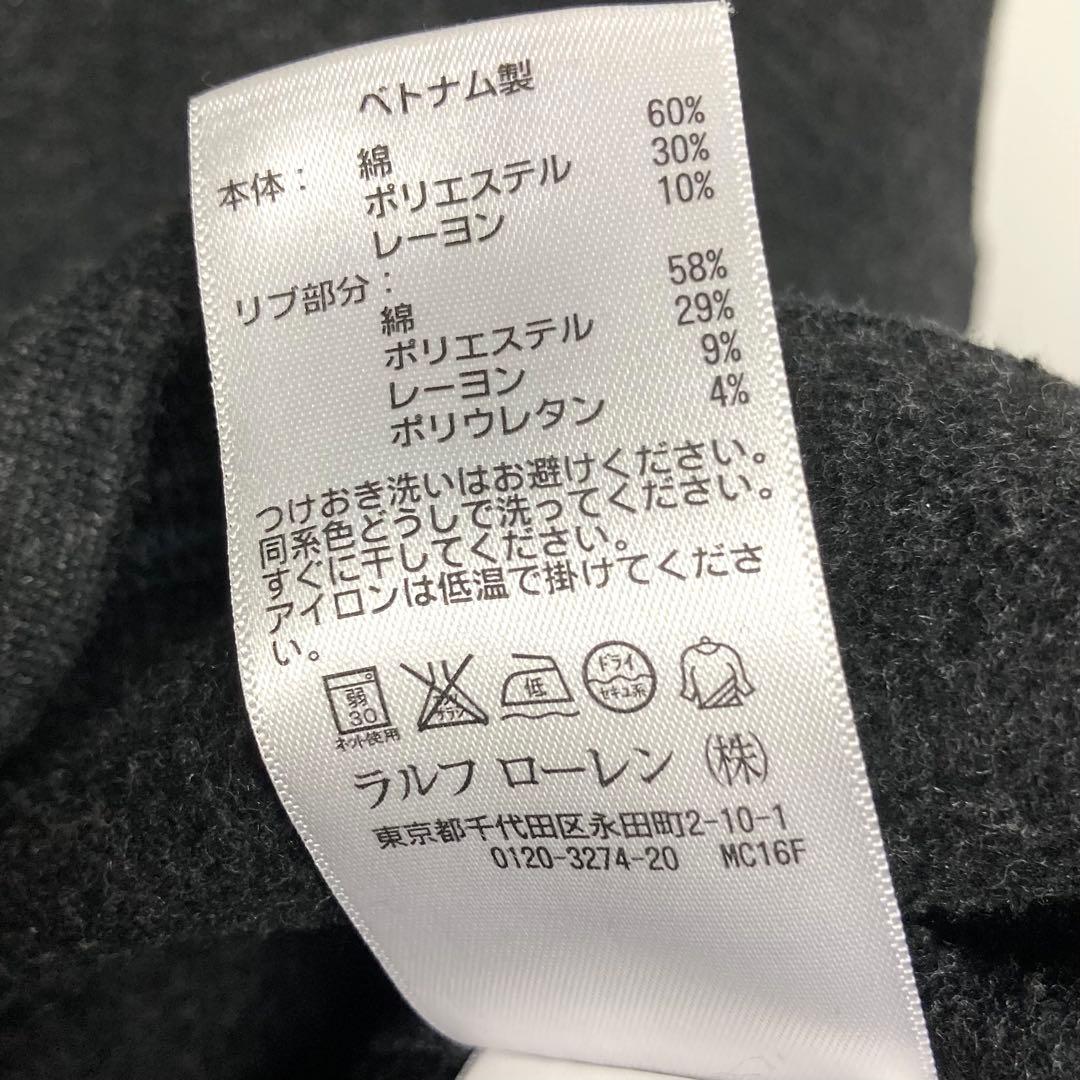 ベトナム製
本体： 綿 60%
ポリエステル 30%
レーヨン 10%
リブ部分：
綿 58%
ポリエステル 29%
レーヨン 9%
ポリウレタン 4%
つけおき洗いはお避けください。
同系色どうしで洗ってください。
すぐに干してください。
アイロンは低温で掛けてくださ
い。
弱
30
ネット使用
低
ドライ
セキユ系
ラルフ ローレン（株）
東京都千代田区永田町2-10-1
0120-3274-20 MC16F